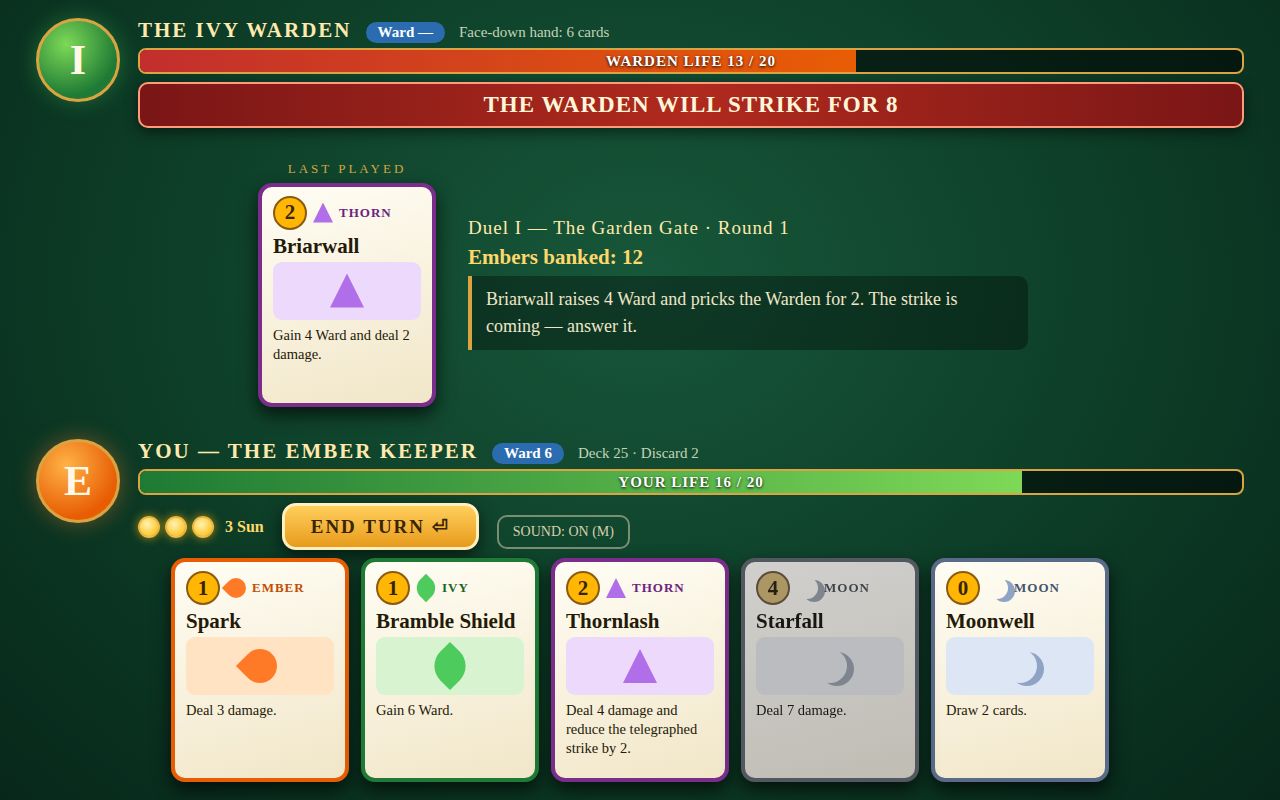 I
THE IVY WARDEN
Ward —
Face-down hand: 6 cards
WARDEN LIFE 13 / 20
THE WARDEN WILL STRIKE FOR 8
LAST PLAYED
2
THORN
Briarwall
Gain 4 Ward and deal 2
damage.
Duel I — The Garden Gate · Round 1
Embers banked: 12
Briarwall raises 4 Ward and pricks the Warden for 2. The strike is
coming — answer it.
E
YOU — THE EMBER KEEPER
Ward 6
Deck 25 · Discard 2
YOUR LIFE 16 / 20
3 Sun
END TURN ⏎
SOUND: ON (M)
1
EMBER
Spark
Deal 3 damage.
1
IVY
Bramble Shield
Gain 6 Ward.
2
THORN
Thornlash
Deal 4 damage and
reduce the telegraphed
strike by 2.
4
MOON
Starfall
Deal 7 damage.
0
MOON
Moonwell
Draw 2 cards.